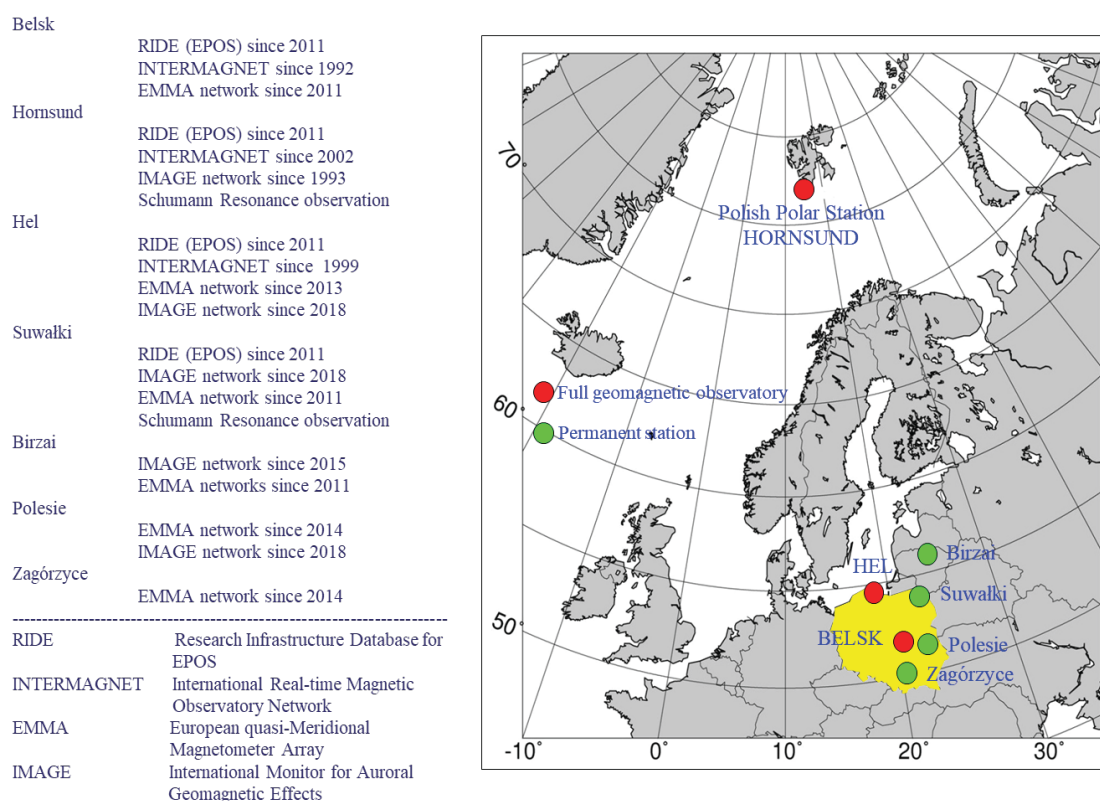 Belsk
RIDE (EPOS) since 2011
INTERMAGNET since 1992
EMMA network since 2011
Hornsund
RIDE (EPOS) since 2011
INTERMAGNET since 2002
IMAGE network since 1993
Schumann Resonance observation
Hel
RIDE (EPOS) since 2011
INTERMAGNET since 1999
EMMA network since 2013
IMAGE network since 2018
Suwałki
RIDE (EPOS) since 2011
IMAGE network since 2018
EMMA network since 2011
Schumann Resonance observation
Birzai
IMAGE network since 2015
EMMA networks since 2011
Polesie
EMMA network since 2014
IMAGE network since 2018
Zagórzyce
EMMA network since 2014
RIDE Research Infrastructure Database for
EPOS
INTERMAGNET International Real-time Magnetic
Observatory Network
EMMA European quasi-Meridional
Magnetometer Array
IMAGE International Monitor for Auroral
Geomagnetic Effects
70°
Polish Polar Station
HORNSUND
Full geomagnetic observatory
60°
Permanent station
Birzai
HEL
Suwałki
50°
BELSK
Polesie
Zagórzyce
-10° 0° 10° 20° 30°